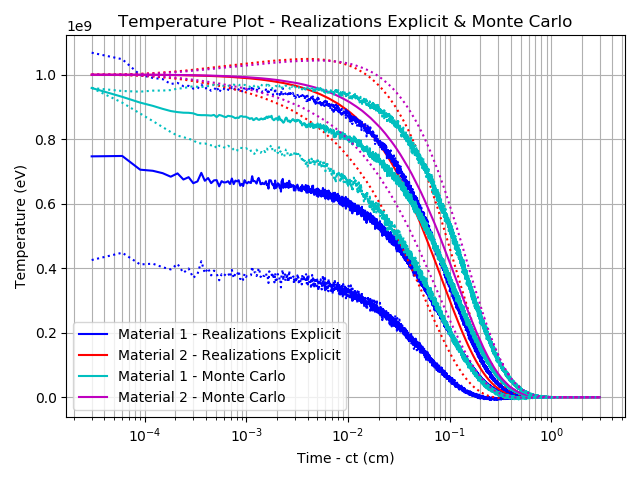 Temperature Plot - Realizations Explicit & Monte Carlo
1e9
1.0
0.8
0.6
0.4
0.2
0.0
Temperature (eV)
Material 1 - Realizations Explicit
Material 2 - Realizations Explicit
Material 1 - Monte Carlo
Material 2 - Monte Carlo
10⁻⁴ 10⁻³ 10⁻² 10⁻¹ 10⁰
Time - ct (cm)